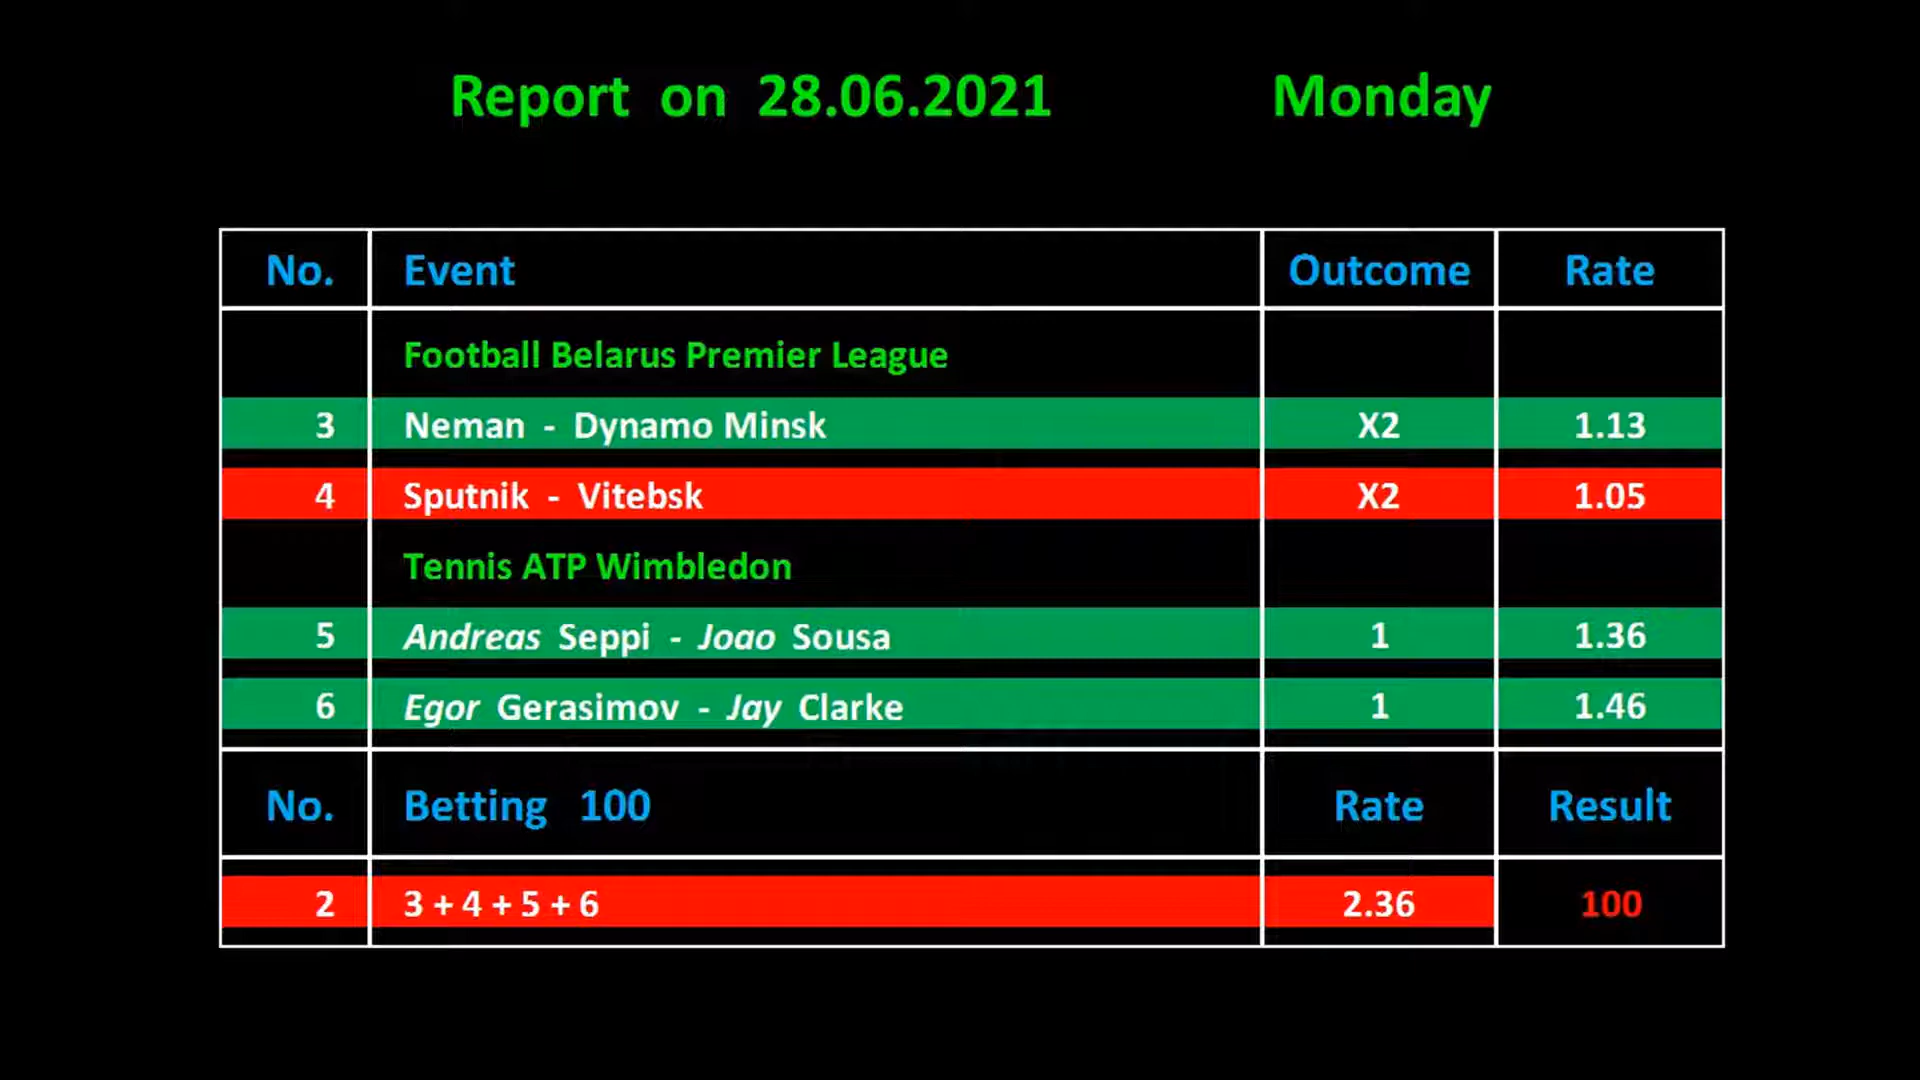 Report on 28.06.2021 Monday
No. Event Outcome Rate
Football Belarus Premier League
3 Neman - Dynamo Minsk X2 1.13
4 Sputnik - Vitebsk X2 1.05
Tennis ATP Wimbledon
5 Andreas Seppi - Joao Sousa 1 1.36
6 Egor Gerasimov - Jay Clarke 1 1.46
No. Betting 100 Rate Result
2 3 + 4 + 5 + 6 2.36 100